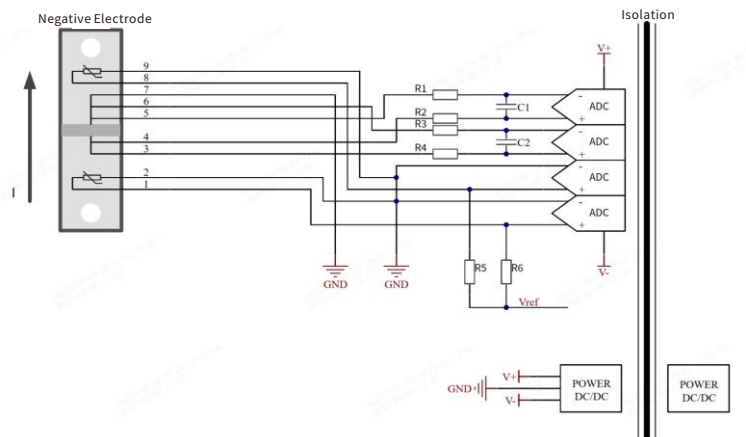 Negative Electrode
Isolation
V+
9
8
7
6
5
4
3
2
1
I
R1
C1
R2
R3
C2
R4
-
ADC
+
ADC
-
ADC
+
-
ADC
+
R5
R6
V-
GND
GND
Vref
V+
GND
V-
POWER
DC/DC
POWER
DC/DC